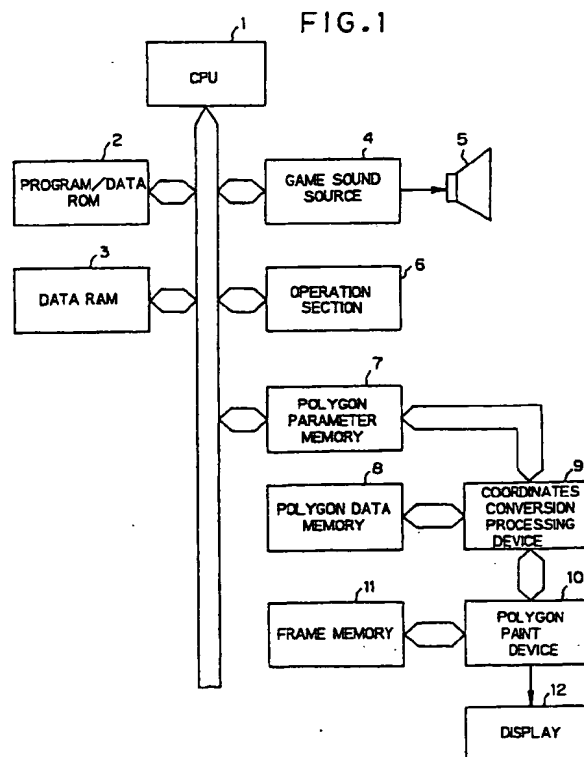 FIG.1
1
CPU
2
PROGRAM/DATA
ROM
4
GAME SOUND
SOURCE
5
3
DATA RAM
6
OPERATION
SECTION
7
POLYGON
PARAMETER
MEMORY
8
POLYGON DATA
MEMORY
9
COORDINATES
CONVERSION
PROCESSING
DEVICE
10
POLYGON
PAINT
DEVICE
11
FRAME MEMORY
12
DISPLAY